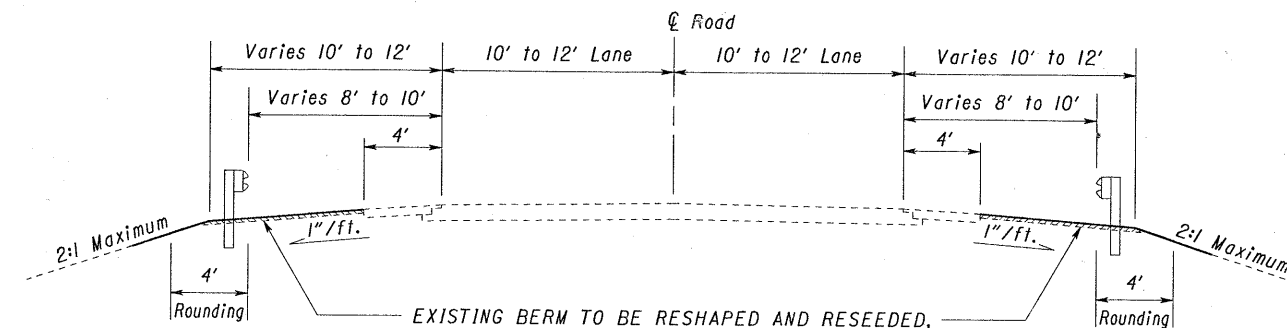 ℄ Road
Varies 10' to 12' 10' to 12' Lane 10' to 12' Lane Varies 10' to 12'
Varies 8' to 10' Varies 8' to 10'
4' 4'
2:1 Maximum 1"/ft. 1"/ft. 2:1 Maximum
4' 4'
Rounding EXISTING BERM TO BE RESHAPED AND RESEEDED, Rounding